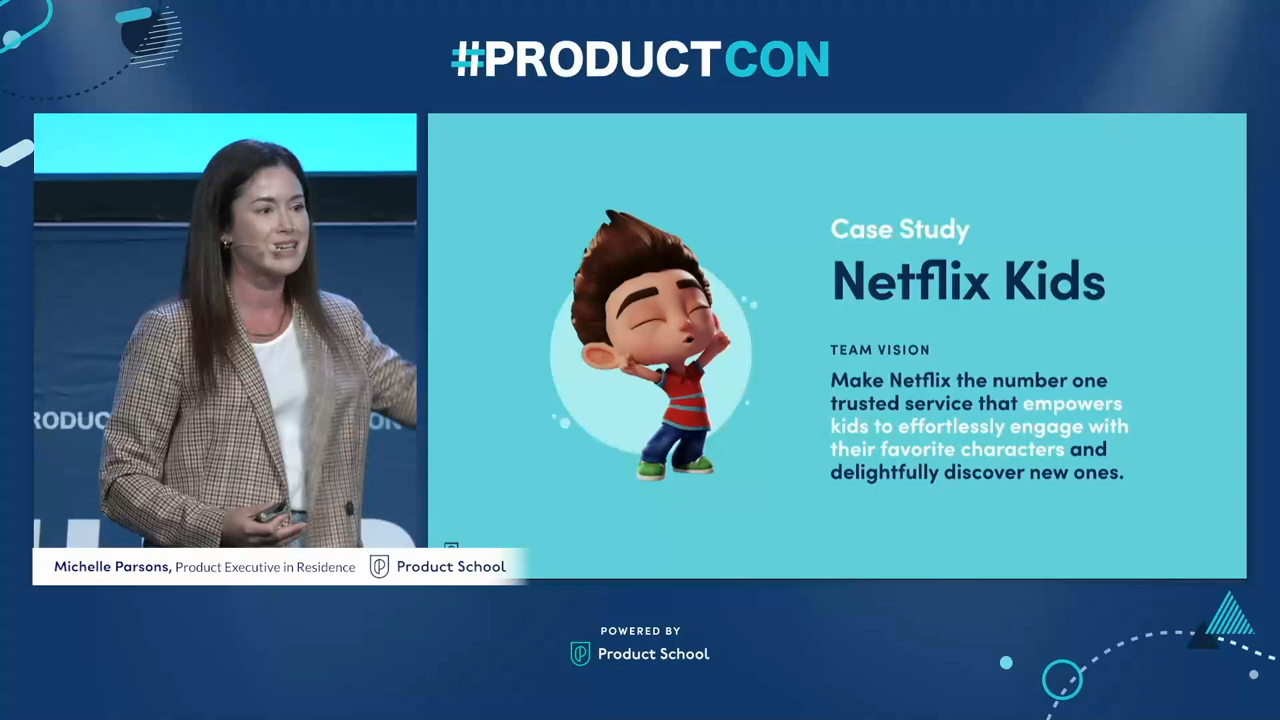 #PRODUCTCON
Case Study
Netflix Kids
TEAM VISION
Make Netflix the number one
trusted service that empowers
kids to effortlessly engage with
their favorite characters and
delightfully discover new ones.
RODUC
ON
Michelle Parsons, Product Executive in Residence
Product School
POWERED BY
Product School